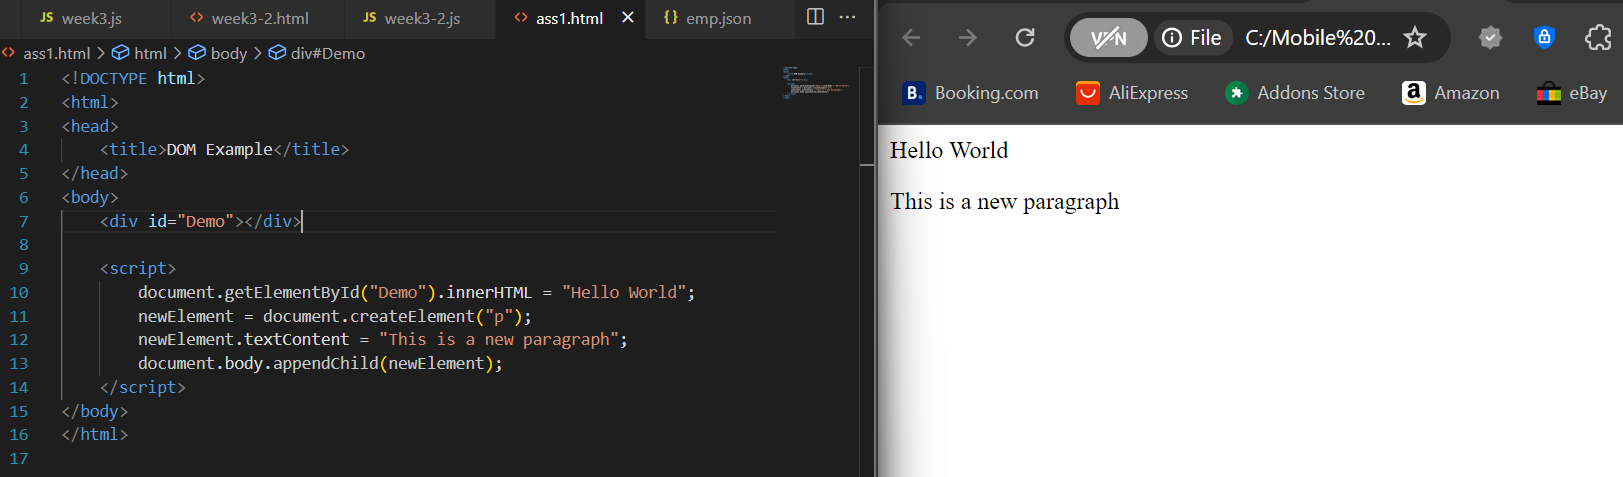 JS week3.js <> week3-2.html JS week3-2.js <> ass1.html × {} emp.json ···
<> ass1.html > html > body > div#Demo
1 <!DOCTYPE html>
2 <html>
3 <head>
4 <title>DOM Example</title>
5 </head>
6 <body>
7 <div id="Demo"></div>
8
9 <script>
10 document.getElementById("Demo").innerHTML = "Hello World";
11 newElement = document.createElement("p");
12 newElement.textContent = "This is a new paragraph";
13 document.body.appendChild(newElement);
14 </script>
15 </body>
16 </html>
17
VPN File C:/Mobile%20...
B. Booking.com AliExpress Addons Store a Amazon eBay
Hello World
This is a new paragraph